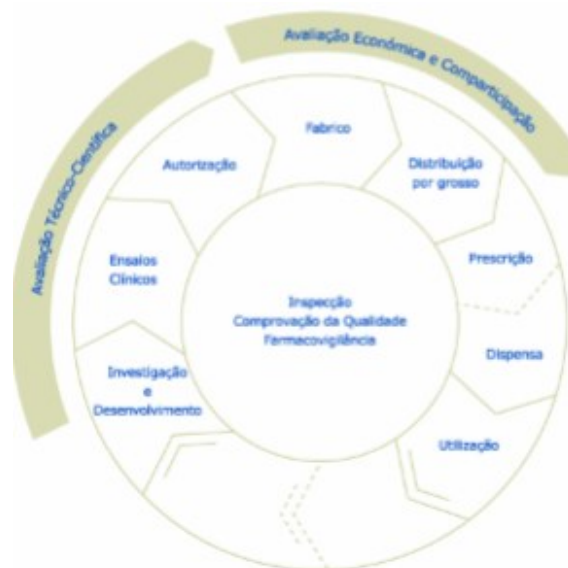 Avaliação Económica e Comparticipação
Avaliação Técnico-Científica
Fabrico
Autorização
Distribuição
por grosso
Ensaios
Clínicos
Prescrição
Inspecção
Comprovação da Qualidade
Farmacovigilância
Dispensa
Investigação
e
Desenvolvimento
Utilização